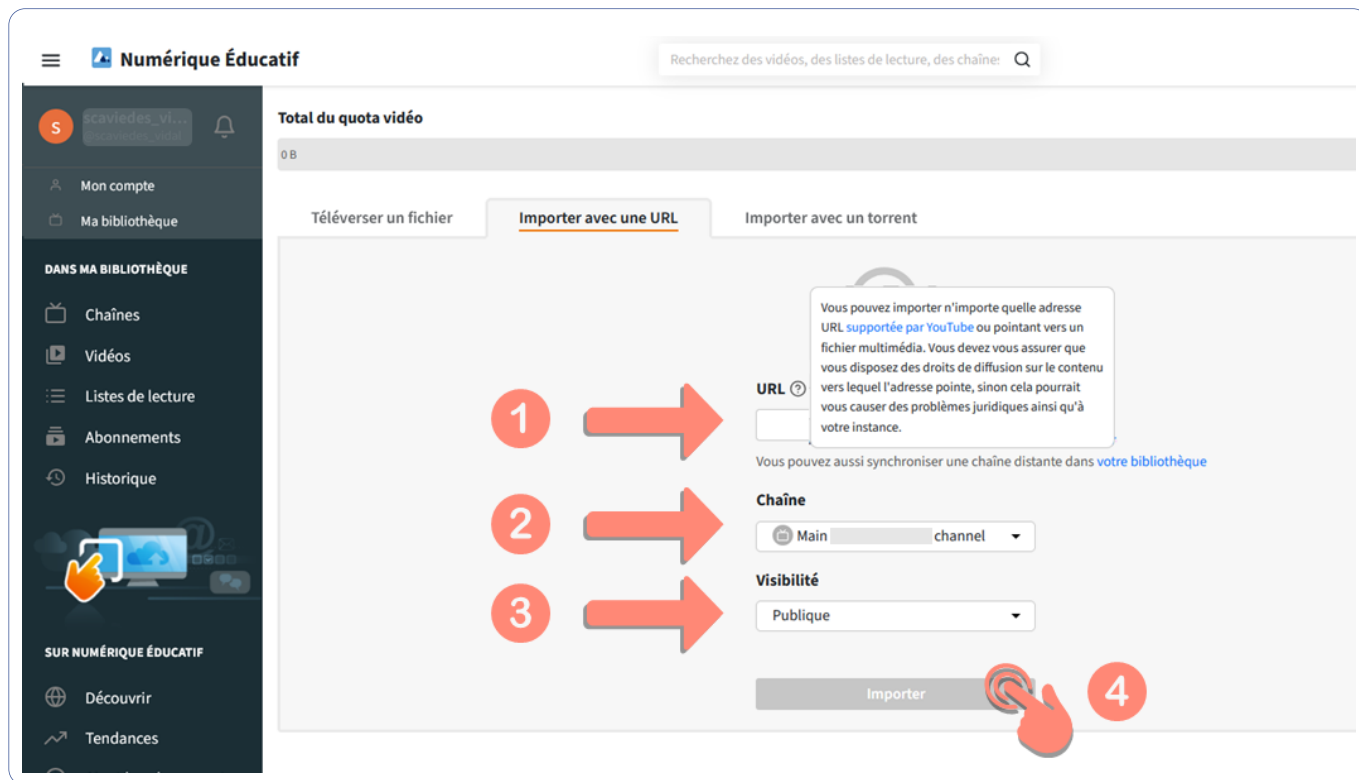 Numérique Éducatif
Recherchez des vidéos, des listes de lecture, des chaîne:
S
scaviedes_vi...
@scaviedes_vidal
Mon compte
Ma bibliothèque
DANS MA BIBLIOTHÈQUE
Chaînes
Vidéos
Listes de lecture
Abonnements
Historique
SUR NUMÉRIQUE ÉDUCATIF
Découvrir
Tendances
Total du quota vidéo
0 B
Téléverser un fichier
Importer avec une URL
Importer avec un torrent
Vous pouvez importer n'importe quelle adresse
URL supportée par YouTube ou pointant vers un
fichier multimédia. Vous devez vous assurer que
vous disposez des droits de diffusion sur le contenu
vers lequel l'adresse pointe, sinon cela pourrait
vous causer des problèmes juridiques ainsi qu'à
votre instance.
1
URL
Vous pouvez aussi synchroniser une chaîne distante dans votre bibliothèque
2
Chaîne
Main channel
3
Visibilité
Publique
Importer
4